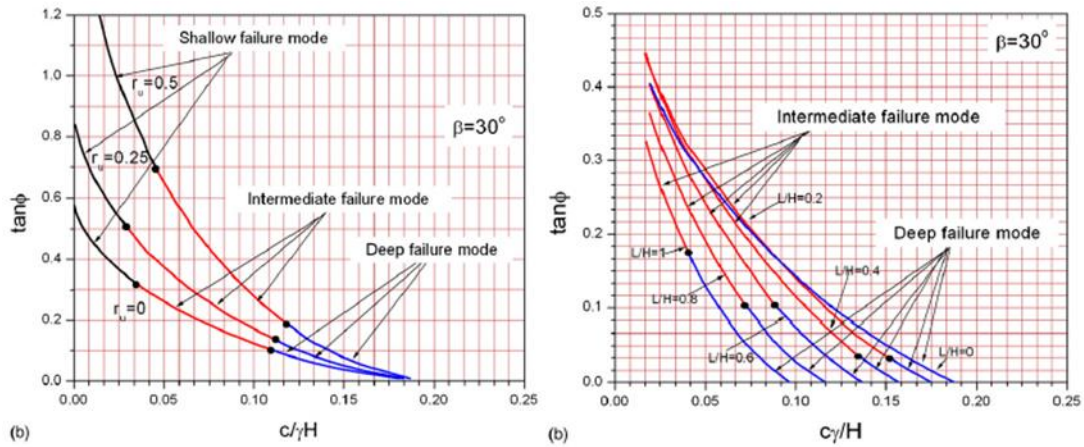 Shallow failure mode
β=30°
r_u=0.5
r_u=0.25
r_u=0
Intermediate failure mode
Deep failure mode
tanϕ
1.2
1.0
0.8
0.6
0.4
0.2
0.0
0.00 0.05 0.10 0.15 0.20 0.25
(b)
c/γH
β=30°
Intermediate failure mode
L/H=0.2
Deep failure mode
L/H=1
L/H=0.8
L/H=0.6
L/H=0.4
L/H=0
tanϕ
0.5
0.4
0.3
0.2
0.1
0.0
0.00 0.05 0.10 0.15 0.20 0.25
(b)
cγ/H